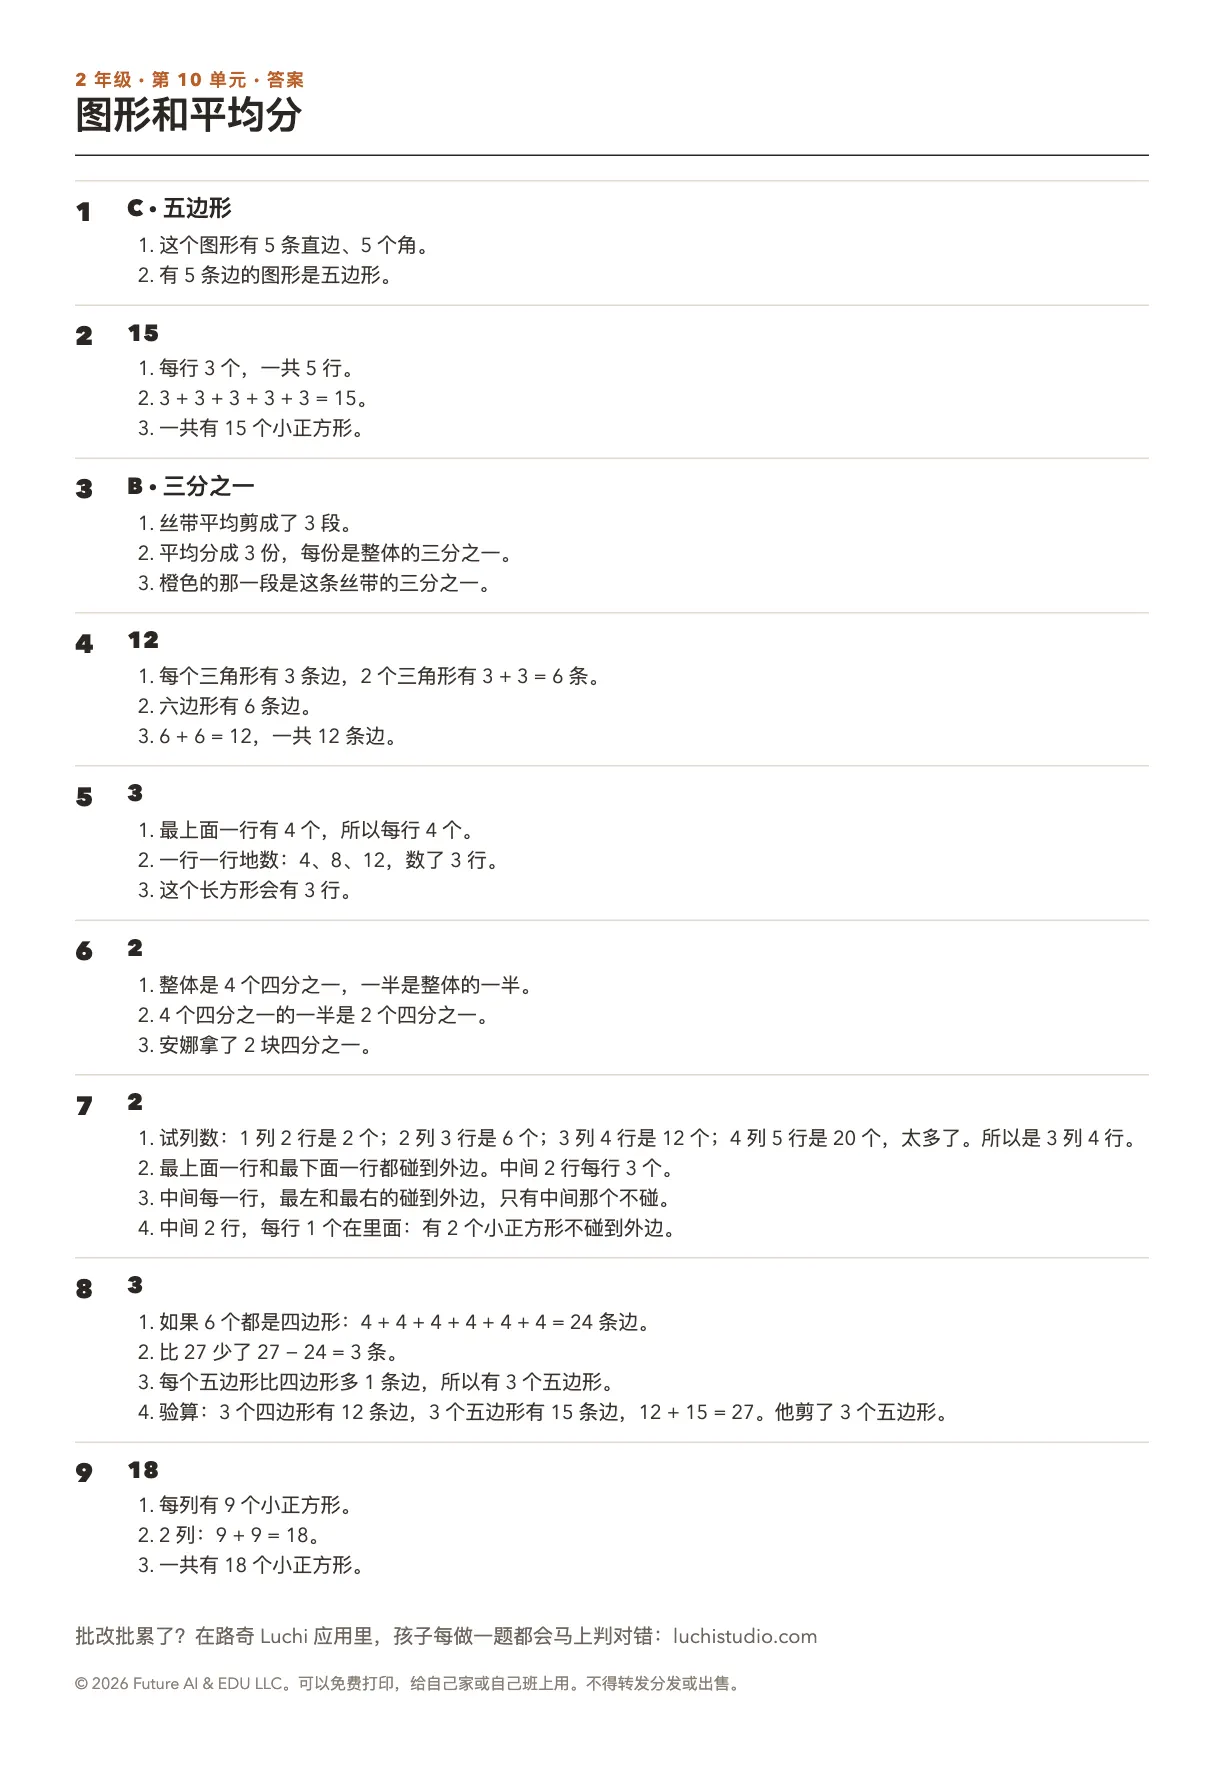 2 年级 · 第 10 单元 · 答案
图形和平均分
1 C · 五边形
1. 这个图形有 5 条直边、5 个角。
2. 有 5 条边的图形是五边形。
2 15
1. 每行 3 个，一共 5 行。
2. 3 + 3 + 3 + 3 + 3 = 15。
3. 一共有 15 个小正方形。
3 B · 三分之一
1. 丝带平均剪成了 3 段。
2. 平均分成 3 份，每份是整体的三分之一。
3. 橙色的那一段是这条丝带的三分之一。
4 12
1. 每个三角形有 3 条边，2 个三角形有 3 + 3 = 6 条。
2. 六边形有 6 条边。
3. 6 + 6 = 12，一共 12 条边。
5 3
1. 最上面一行有 4 个，所以每行 4 个。
2. 一行一行地数：4、8、12，数了 3 行。
3. 这个长方形会有 3 行。
6 2
1. 整体是 4 个四分之一，一半是整体的一半。
2. 4 个四分之一的一半是 2 个四分之一。
3. 安娜拿了 2 块四分之一。
7 2
1. 试列数：1 列 2 行是 2 个；2 列 3 行是 6 个；3 列 4 行是 12 个；4 列 5 行是 20 个，太多了。所以是 3 列 4 行。
2. 最上面一行和最下面一行都碰到外边。中间 2 行每行 3 个。
3. 中间每一行，最左和最右的碰到外边，只有中间那个不碰。
4. 中间 2 行，每行 1 个在里面：有 2 个小正方形不碰到外边。
8 3
1. 如果 6 个都是四边形：4 + 4 + 4 + 4 + 4 + 4 = 24 条边。
2. 比 27 少了 27 − 24 = 3 条。
3. 每个五边形比四边形多 1 条边，所以有 3 个五边形。
4. 验算：3 个四边形有 12 条边，3 个五边形有 15 条边，12 + 15 = 27。他剪了 3 个五边形。
9 18
1. 每列有 9 个小正方形。
2. 2 列：9 + 9 = 18。
3. 一共有 18 个小正方形。
批改批累了？在路奇 Luchi 应用里，孩子每做一题都会马上判对错：luchistudio.com
© 2026 Future AI & EDU LLC。可以免费打印，给自己家或自己班上用。不得转发分发或出售。